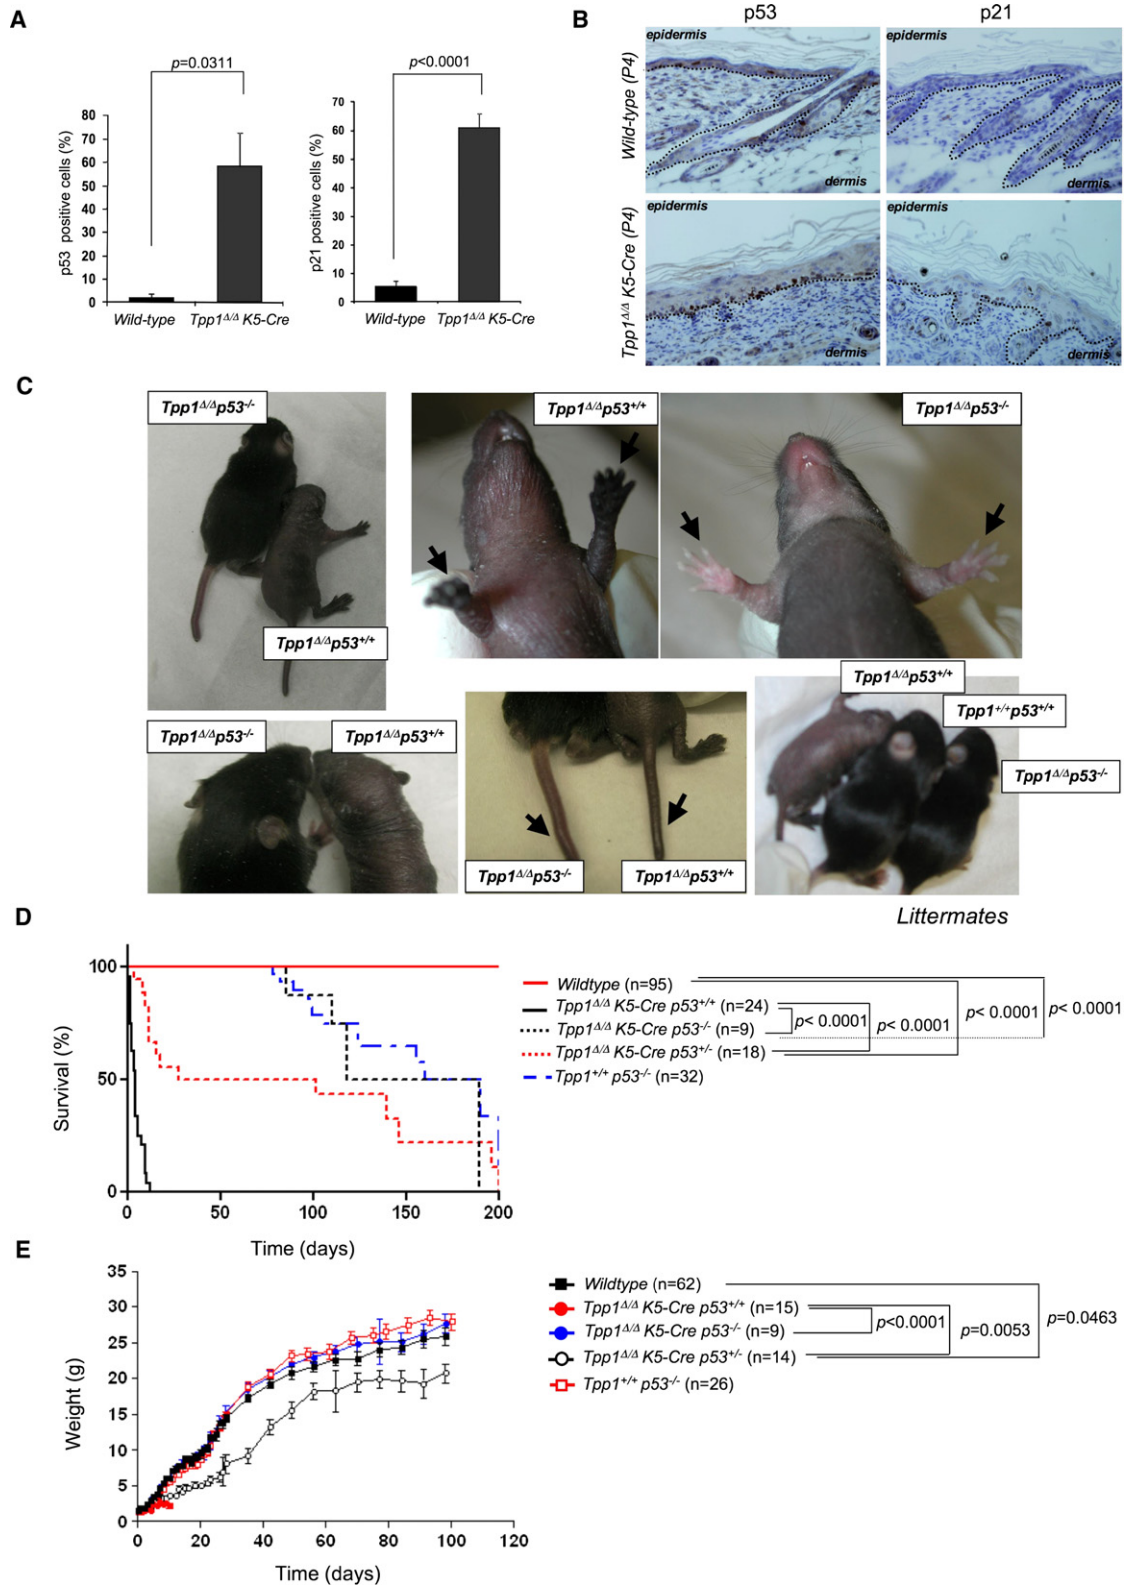 A
p=0.0311
p53 positive cells (%)
80
70
60
50
40
30
20
10
0
Wild-type Tpp1Δ/Δ K5-Cre
p<0.0001
p21 positive cells (%)
70
60
50
40
30
20
10
0
Wild-type Tpp1Δ/Δ K5-Cre
B
p53 p21
Wild-type (P4)
epidermis
dermis
epidermis
dermis
Tpp1Δ/Δ K5-Cre (P4)
epidermis
dermis
epidermis
dermis
C
Tpp1Δ/Δp53-/-
Tpp1Δ/Δp53+/+
Tpp1Δ/Δp53+/+
Tpp1Δ/Δp53-/-
Tpp1Δ/Δp53-/-
Tpp1Δ/Δp53+/+
Tpp1Δ/Δp53-/-
Tpp1Δ/Δp53+/+
Tpp1Δ/Δp53+/+
Tpp1+/+p53+/+
Tpp1Δ/Δp53-/-
Littermates
D
Survival (%)
100
50
0
0 50 100 150 200
Time (days)
Wildtype (n=95)
Tpp1Δ/Δ K5-Cre p53+/+ (n=24)
Tpp1Δ/Δ K5-Cre p53-/- (n=9)
Tpp1Δ/Δ K5-Cre p53+/- (n=18)
Tpp1+/+ p53-/- (n=32)
p< 0.0001
p< 0.0001
p< 0.0001
p< 0.0001
E
Weight (g)
35
30
25
20
15
10
5
0
0 20 40 60 80 100 120
Time (days)
Wildtype (n=62)
Tpp1Δ/Δ K5-Cre p53+/+ (n=15)
Tpp1Δ/Δ K5-Cre p53-/- (n=9)
Tpp1Δ/Δ K5-Cre p53+/- (n=14)
Tpp1+/+ p53-/- (n=26)
p<0.0001
p=0.0053
p=0.0463